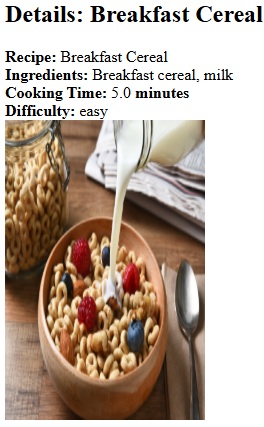 Details: Breakfast Cereal
Recipe: Breakfast Cereal
Ingredients: Breakfast cereal, milk
Cooking Time: 5.0 minutes
Difficulty: easy